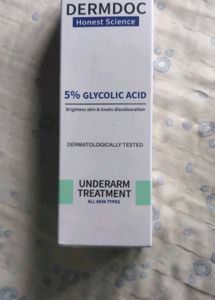 DERMDOC
Honest Science
5% GLYCOLIC ACID
Brightens skin & treats discolouration
DERMATOLOGICALLY TESTED
UNDERARM
TREATMENT
ALL SKIN TYPES